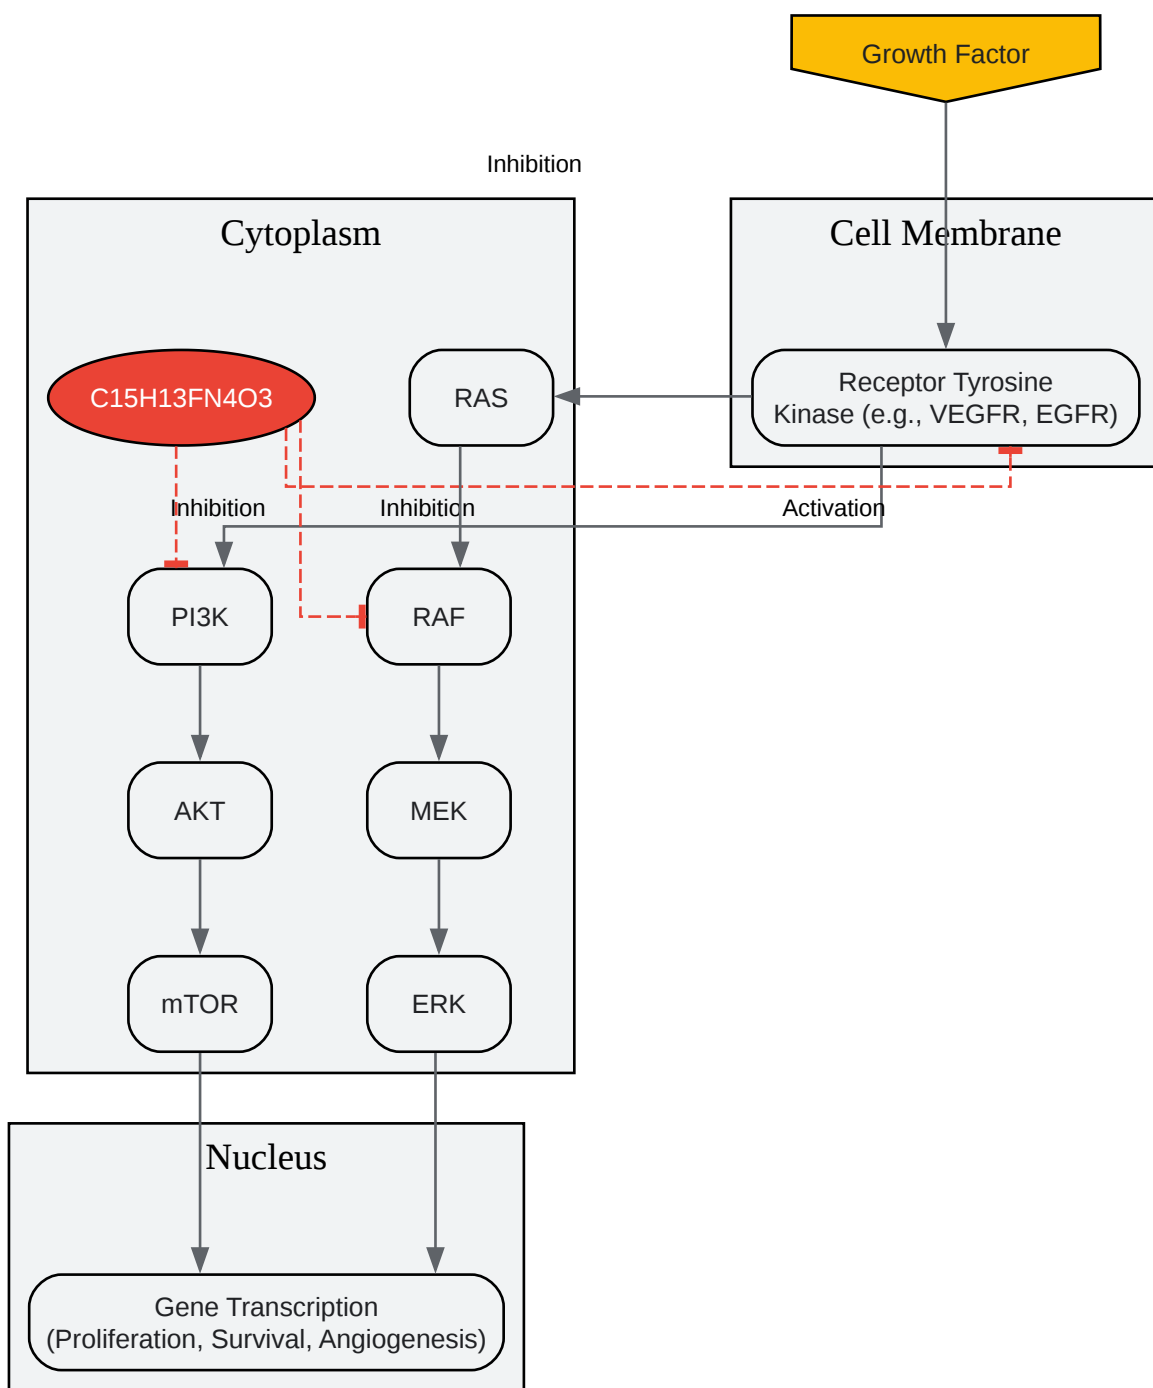 Growth Factor
Inhibition
Cytoplasm
Cell Membrane
C15H13FN4O3
RAS
Receptor Tyrosine
Kinase (e.g., VEGFR, EGFR)
Inhibition
Inhibition
Activation
PI3K
RAF
AKT
MEK
mTOR
ERK
Nucleus
Gene Transcription
(Proliferation, Survival, Angiogenesis)